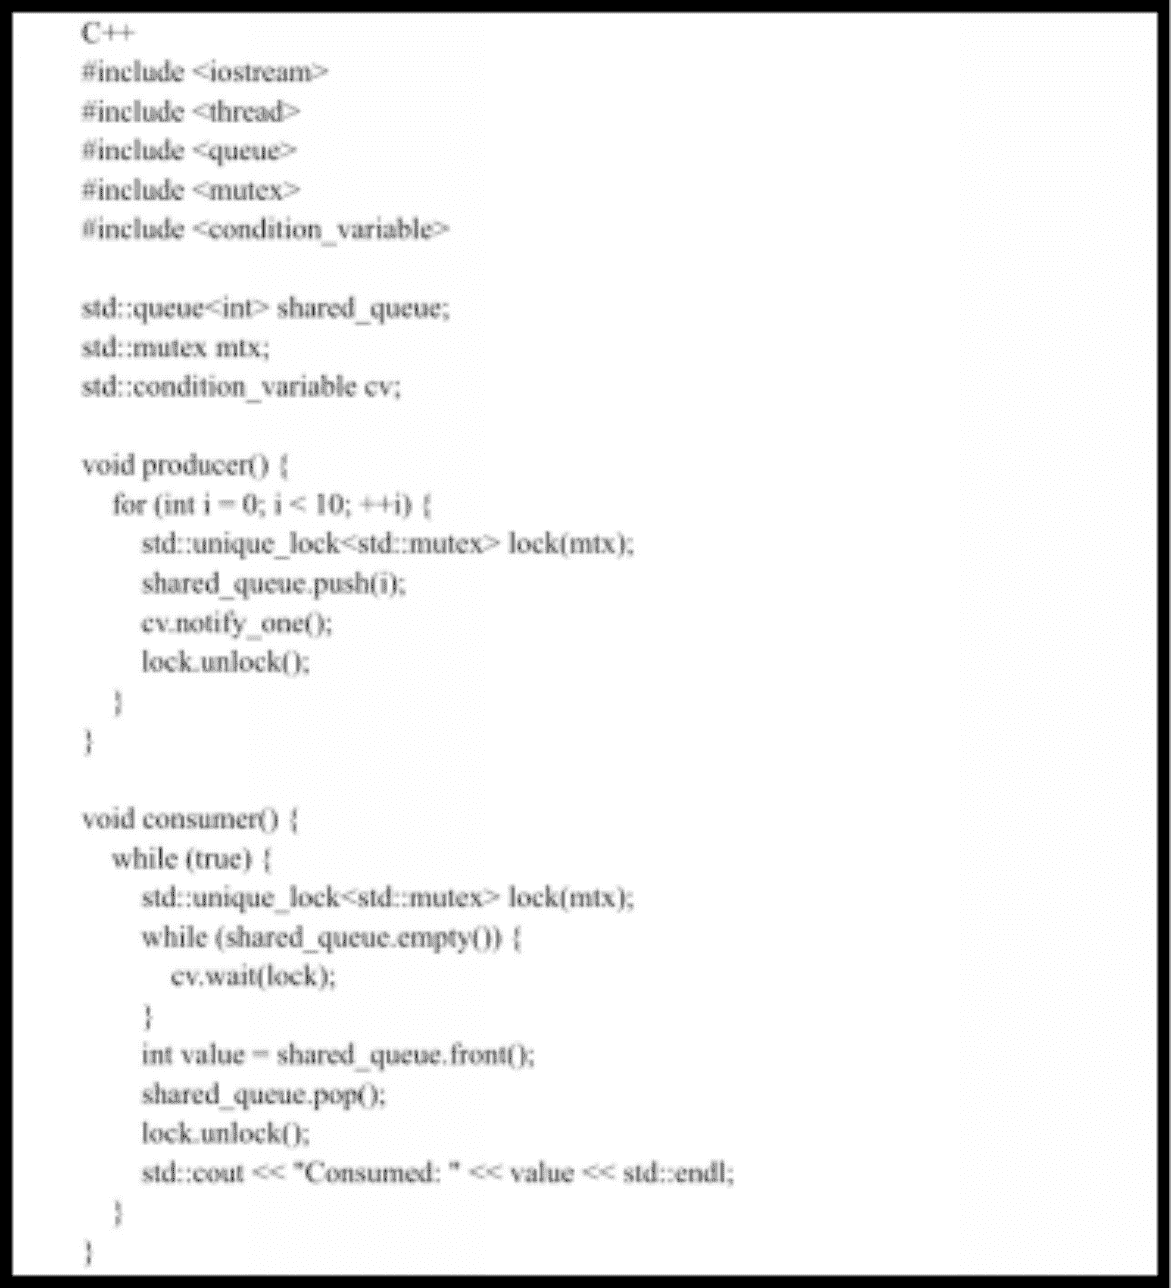 C++
#include <iostream>
#include <thread>
#include <queue>
#include <mutex>
#include <condition_variable>
std::queue<int> shared_queue;
std::mutex mtx;
std::condition_variable cv;
void producer() {
for (int i = 0; i < 10; ++i) {
std::unique_lock<std::mutex> lock(mtx);
shared_queue.push(i);
cv.notify_one();
lock.unlock();
}
}
void consumer() {
while (true) {
std::unique_lock<std::mutex> lock(mtx);
while (shared_queue.empty()) {
cv.wait(lock);
}
int value = shared_queue.front();
shared_queue.pop();
lock.unlock();
std::cout << "Consumed: " << value << std::endl;
}
}